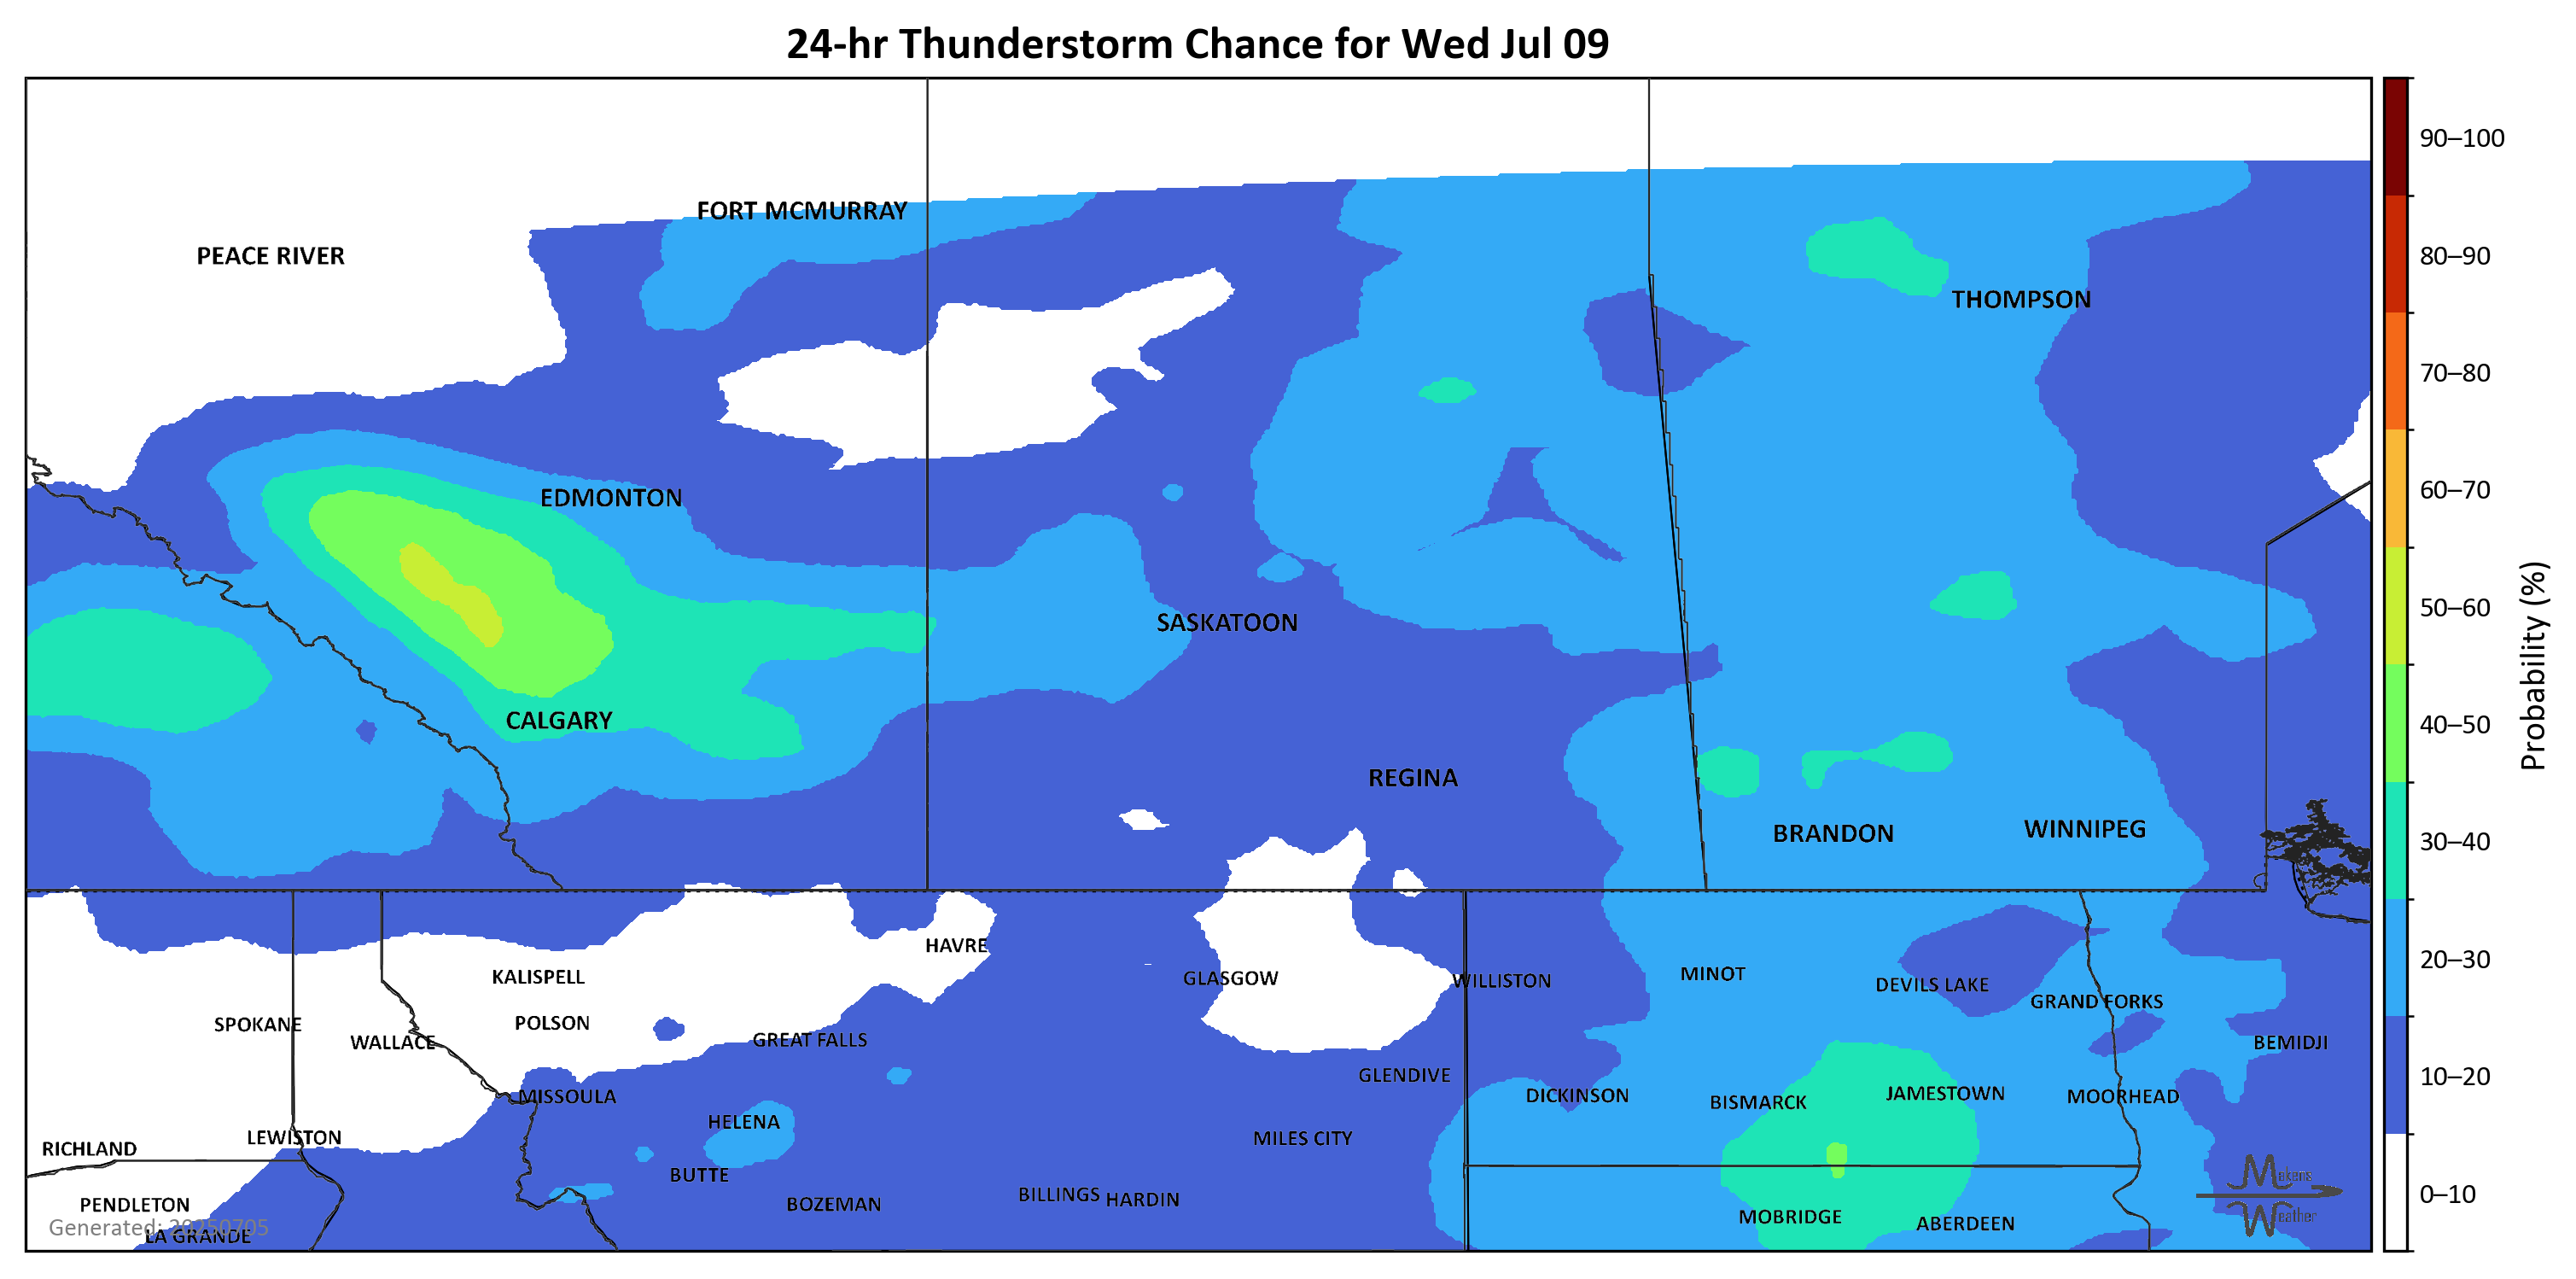 24-hr Thunderstorm Chance for Wed Jul 09
90–100
FORT MCMURRAY
PEACE RIVER
80–90
THOMPSON
70–80
EDMONTON
60–70
SASKATOON
50–60
Probability (%)
CALGARY
40–50
REGINA
BRANDON
WINNIPEG
30–40
HAVRE
KALISPELL
GLASGOW
WILLISTON
MINOT
DEVILS LAKE
20–30
GRAND FORKS
SPOKANE
POLSON
WALLACE
GREAT FALLS
BEMIDJI
GLENDIVE
10–20
MISSOULA
DICKINSON
BISMARCK
JAMESTOWN
MOORHEAD
HELENA
LEWISTON
MILES CITY
RICHLAND
BUTTE
Mekens
PENDLETON
BOZEMAN
BILLINGS
HARDIN
0–10
MOBRIDGE
ABERDEEN
Weather
Generated: 20250705
LA GRANDE